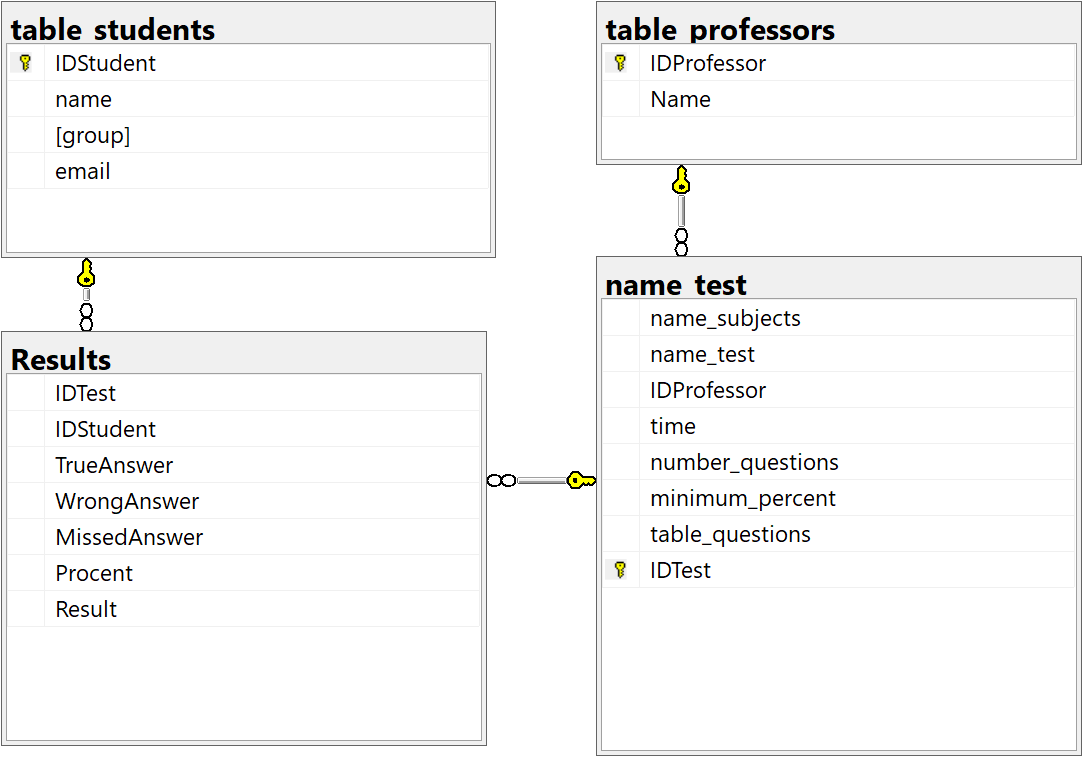 table_students
IDStudent
name
[group]
email
table_professors
IDProfessor
Name
Results
IDTest
IDStudent
TrueAnswer
WrongAnswer
MissedAnswer
Procent
Result
name_test
name_subjects
name_test
IDProfessor
time
number_questions
minimum_percent
table_questions
IDTest